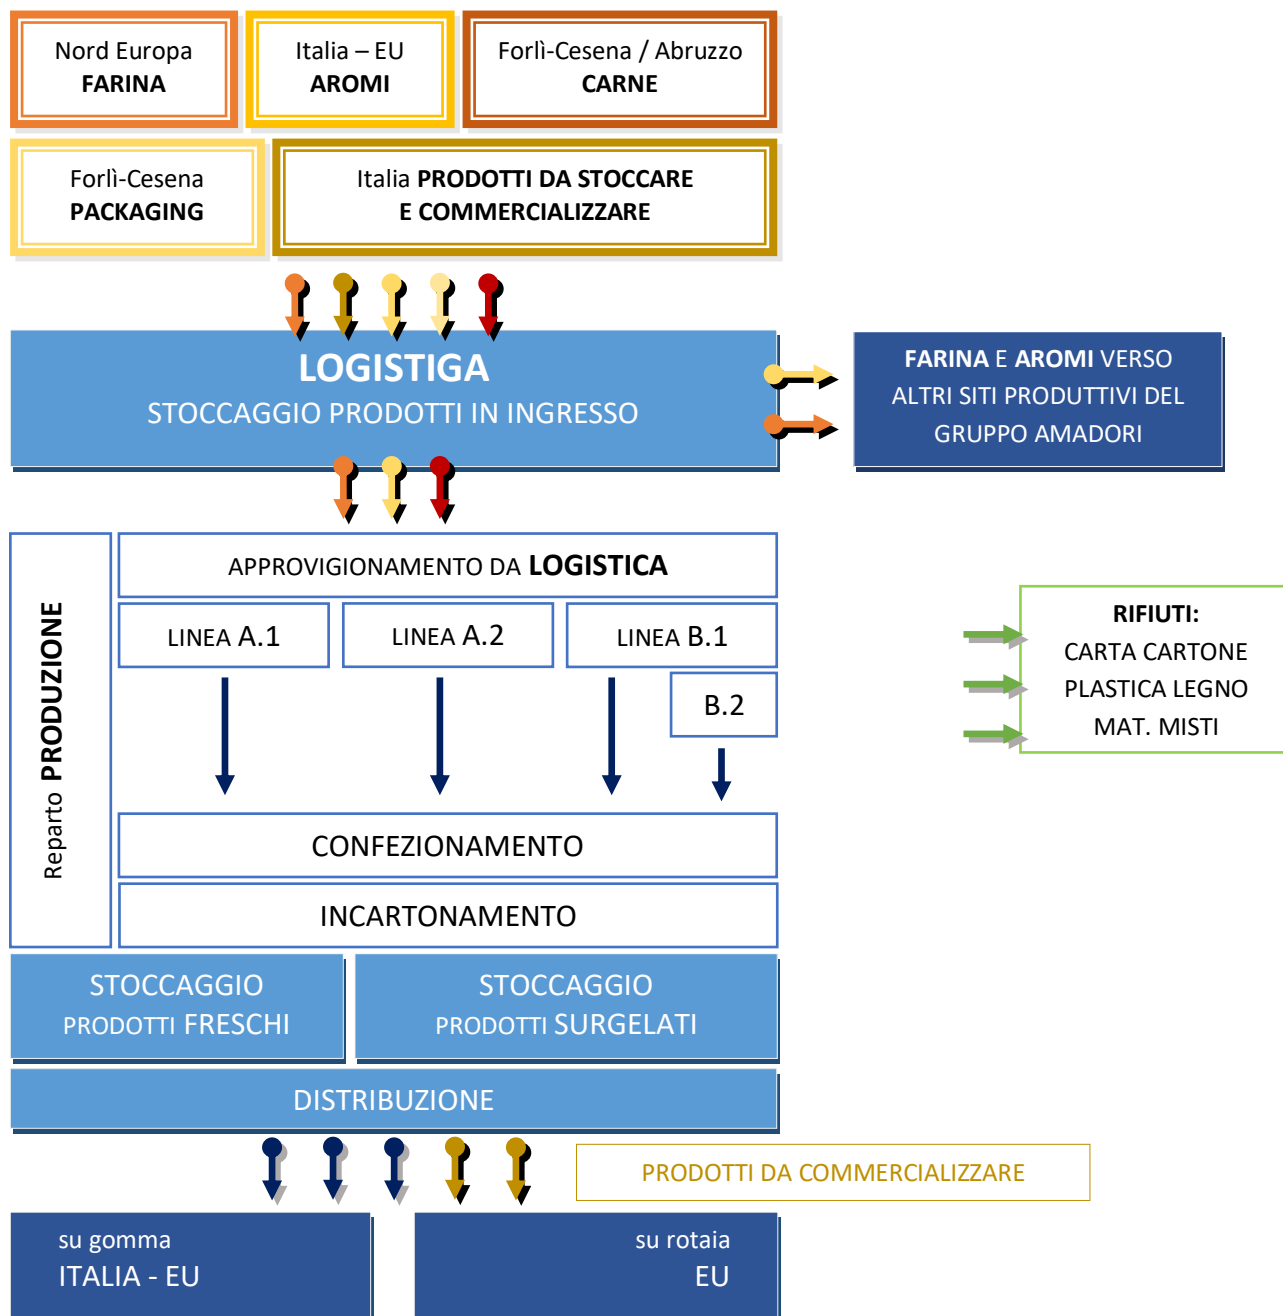 Nord Europa
FARINA
Italia – EU
AROMI
Forlì-Cesena / Abruzzo
CARNE
Forlì-Cesena
PACKAGING
Italia PRODOTTI DA STOCCARE
E COMMERCIALIZZARE
LOGISTIGA
STOCCAGGIO PRODOTTI IN INGRESSO
FARINA E AROMI VERSO
ALTRI SITI PRODUTTIVI DEL
GRUPPO AMADORI
Reparto PRODUZIONE
APPROVIGIONAMENTO DA LOGISTICA
LINEA A.1
LINEA A.2
LINEA B.1
B.2
RIFIUTI:
CARTA CARTONE
PLASTICA LEGNO
MAT. MISTI
CONFEZIONAMENTO
INCARTONAMENTO
STOCCAGGIO
PRODOTTI FRESCHI
STOCCAGGIO
PRODOTTI SURGELATI
DISTRIBUZIONE
PRODOTTI DA COMMERCIALIZZARE
su gomma
ITALIA - EU
su rotaia
EU